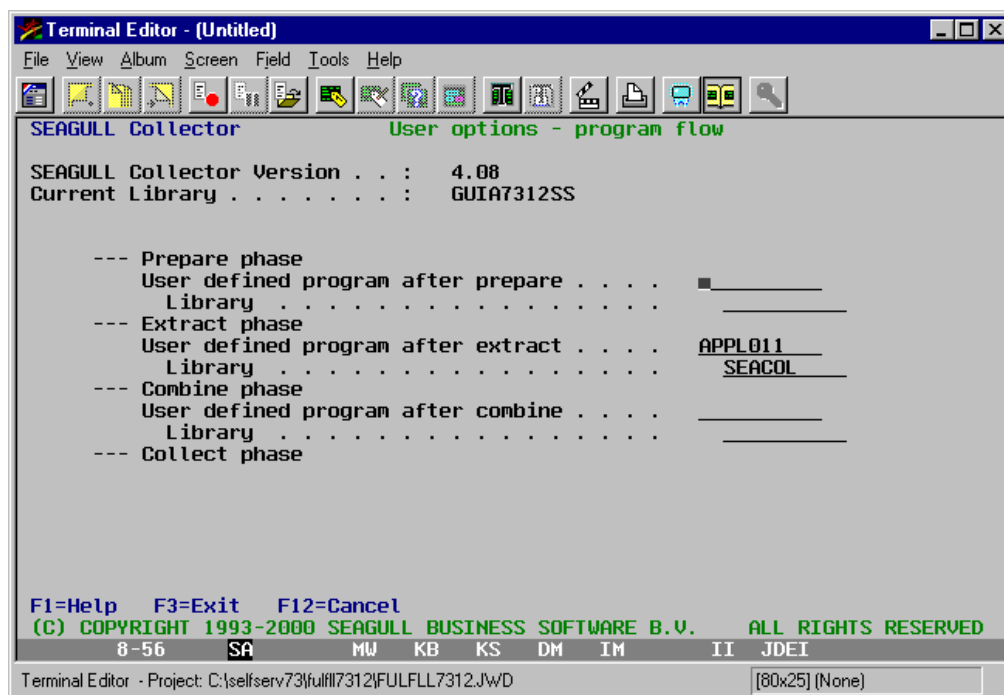 Terminal Editor - (Untitled)
File View Album Screen Field Tools Help
SEAGULL Collector User options - program flow
SEAGULL Collector Version . . : 4.08
Current Library . . . . . . . : GUIA7312SS
--- Prepare phase
User defined program after prepare . . . .
Library . . . . . . . . . . . . . . . .
--- Extract phase
User defined program after extract . . . . APPL011
Library . . . . . . . . . . . . . . . . SEACOL
--- Combine phase
User defined program after combine . . . .
Library . . . . . . . . . . . . . . . .
--- Collect phase
F1=Help F3=Exit F12=Cancel
(C) COPYRIGHT 1993-2000 SEAGULL BUSINESS SOFTWARE B.V. ALL RIGHTS RESERVED
8-56 SA MW KB KS DM IM II JDEI
Terminal Editor - Project: C:\selfserv73\fulfll7312\FULFLL7312.JWD [80x25] (None)